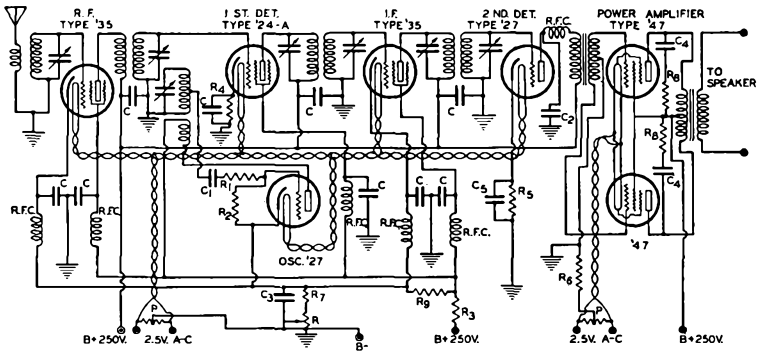 R.F. TYPE '35
1 ST. DET. TYPE '24-A
I.F. TYPE '35
2 ND. DET. TYPE '27
R.F.C.
POWER AMPLIFIER TYPE '47
C4
R8
TO SPEAKER
R4
C
C
C
C
C2
R8
C4
C
C
R.F.C.
R.F.C.
C1
R1
R2
OSC. '27
R.F.C.
C
R.F.C.
C
C
R.F.C.
C5
R5
'47
R6
C3
R7
R
R9
R3
P
P
B+250V.
2.5V. A-C
B-
B+250V.
2.5V. A-C
B+250V.